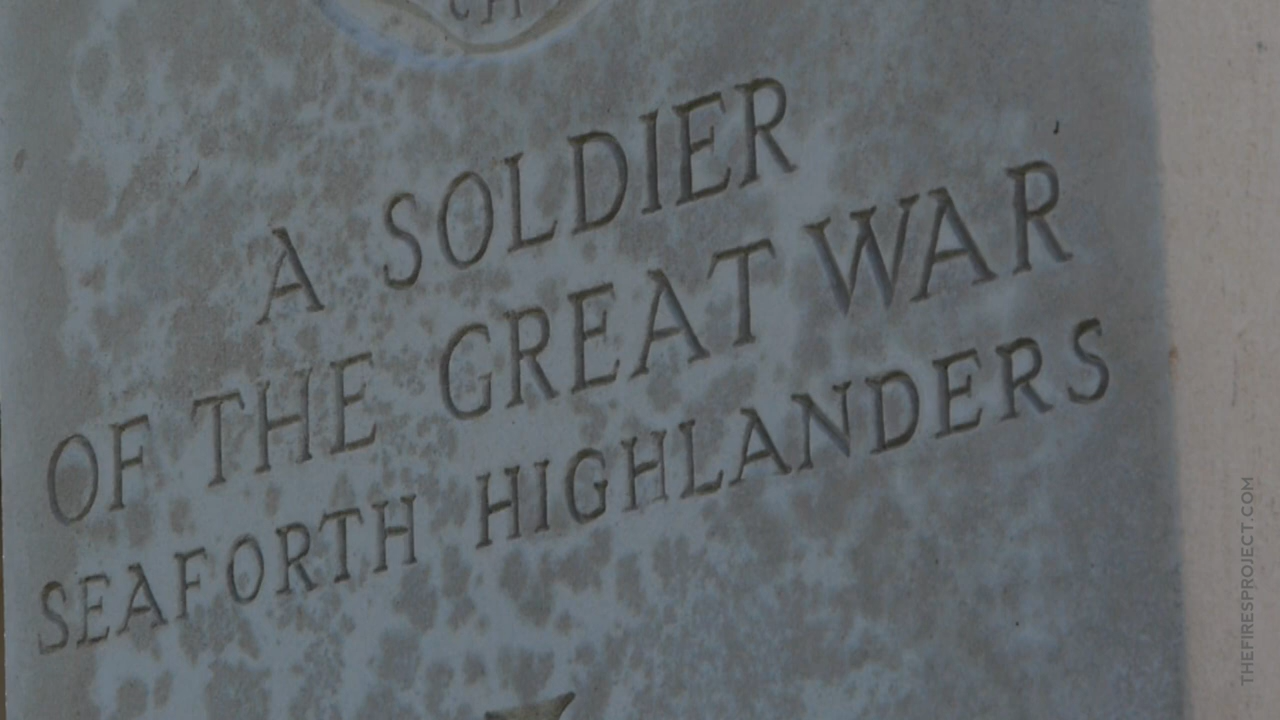 A SOLDIER
OF THE GREAT WAR
SEAFORTH HIGHLANDERS
THEFIRESPROJECT.COM